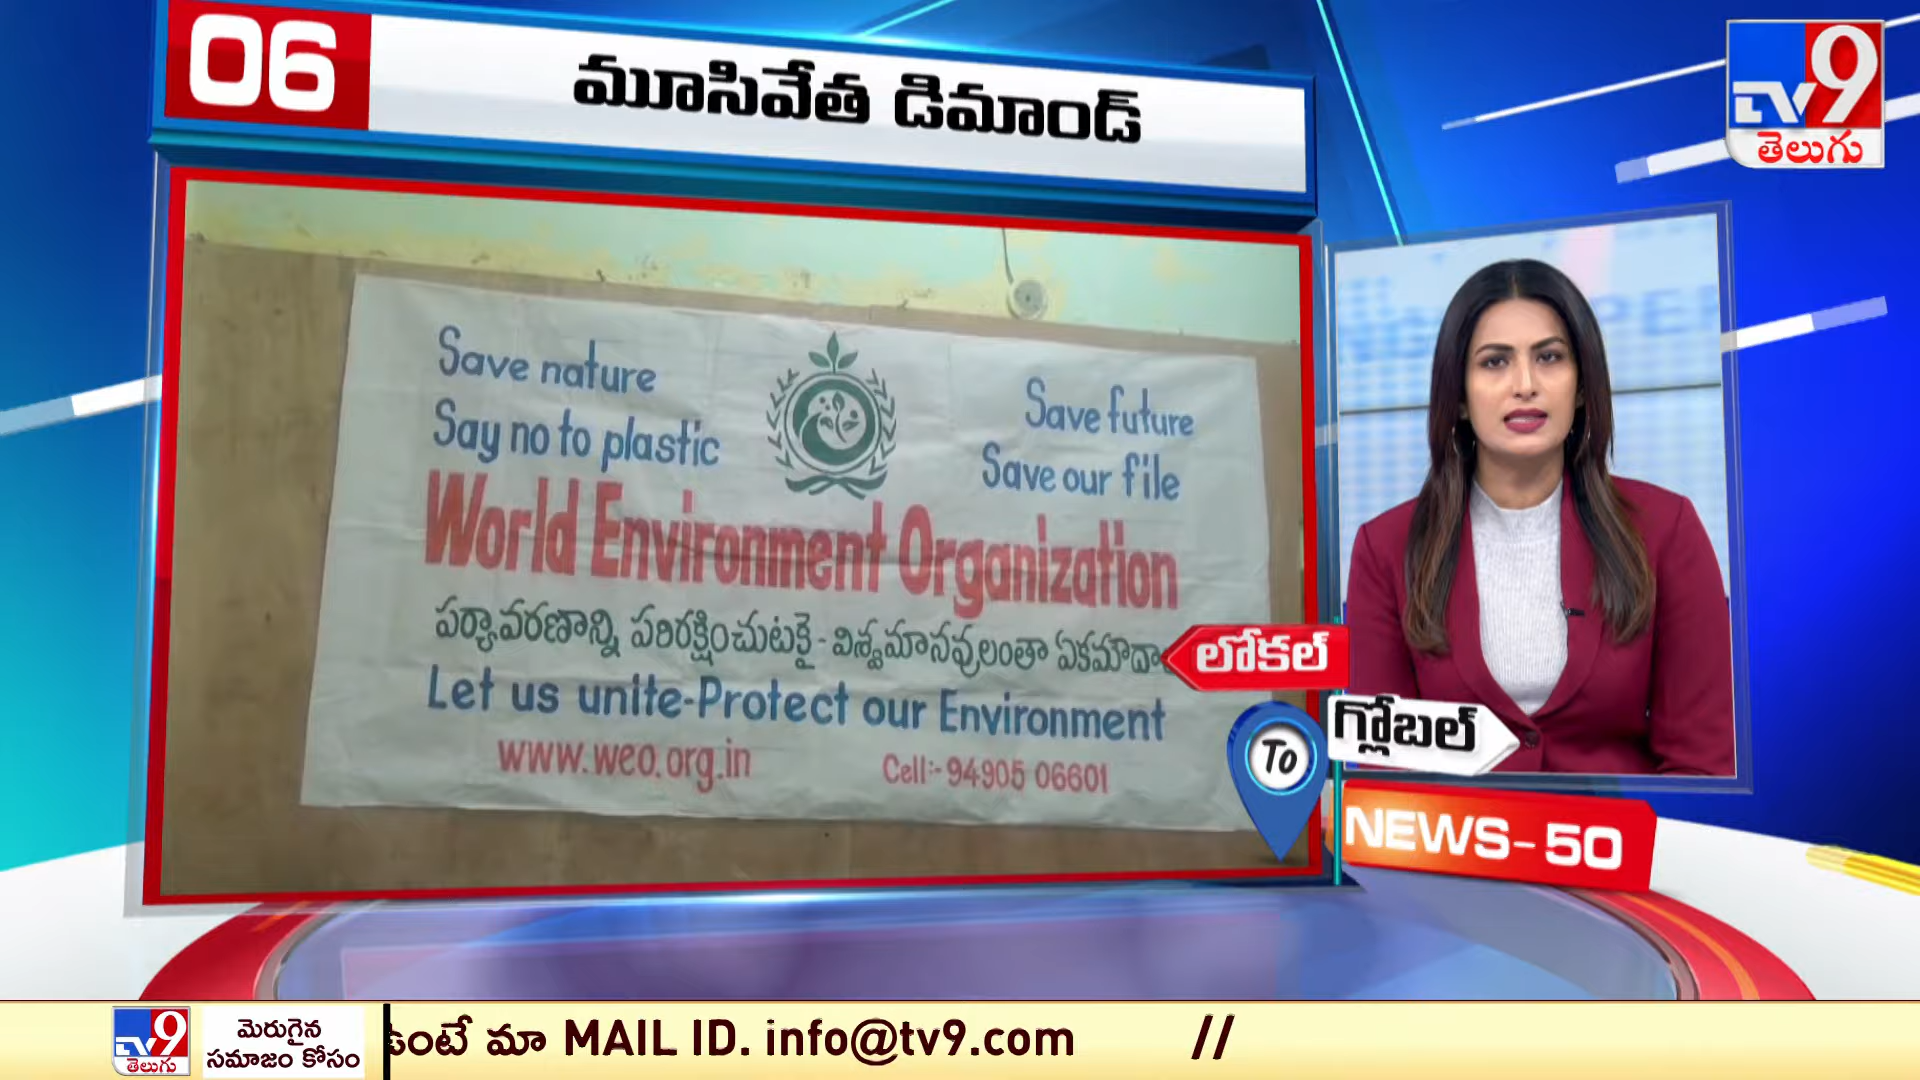 06
మూసివేత డిమాండ్
TV9
తెలుగు
Save nature
Save future
Say no to plastic
Save our file
World Environment Organization
పర్యావరణాన్ని పరిరక్షించుటకై - విశ్వమానవులంతా
Let us unite-Protect our Environment
www.weo.org.in
Cell:- 94905 06601
లోకల్
To
గ్లోబల్
NEWS-50
TV9
తెలుగు
మెరుగైన
సమాజం కోసం
ఉంటే మా MAIL ID. info@tv9.com //